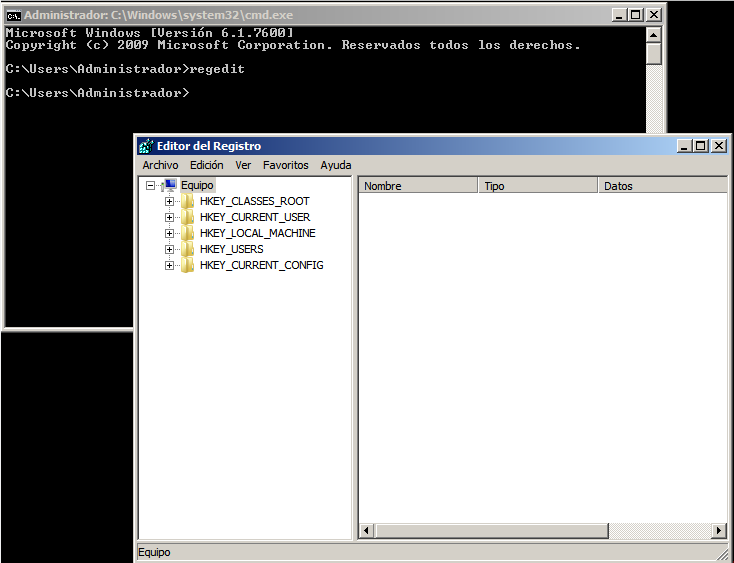 Administrador: C:\Windows\system32\cmd.exe
Microsoft Windows [Versión 6.1.7600]
Copyright (c) 2009 Microsoft Corporation. Reservados todos los derechos.
C:\Users\Administrador>regedit
C:\Users\Administrador>
Editor del Registro
Archivo Edición Ver Favoritos Ayuda
Equipo
HKEY_CLASSES_ROOT
HKEY_CURRENT_USER
HKEY_LOCAL_MACHINE
HKEY_USERS
HKEY_CURRENT_CONFIG
Nombre Tipo Datos
Equipo